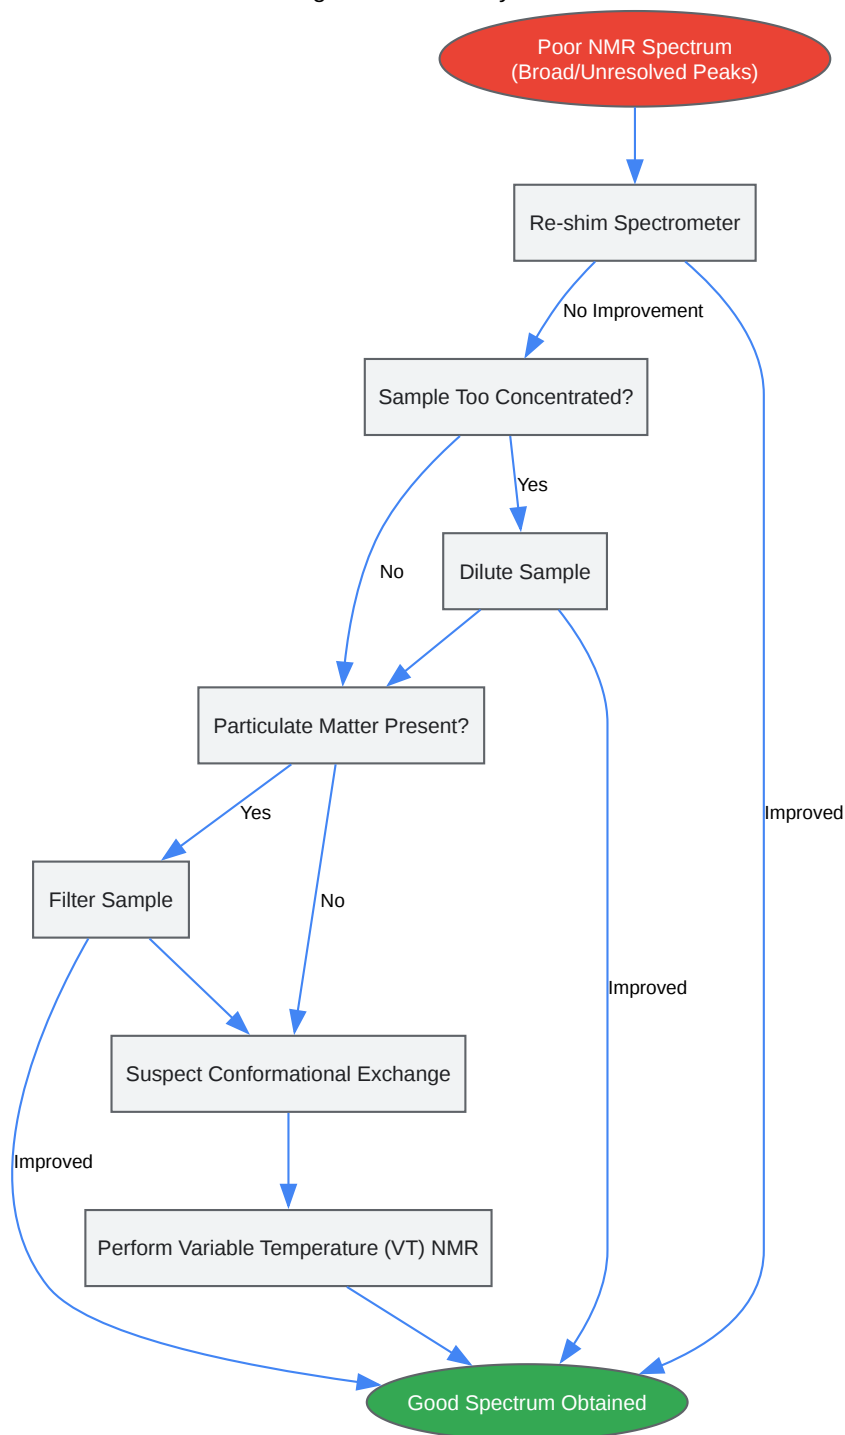 Poor NMR Spectrum
(Broad/Unresolved Peaks)
Re-shim Spectrometer
No Improvement
Sample Too Concentrated?
Yes
No
Dilute Sample
Particulate Matter Present?
Yes
Improved
Filter Sample
No
Improved
Suspect Conformational Exchange
Improved
Perform Variable Temperature (VT) NMR
Good Spectrum Obtained